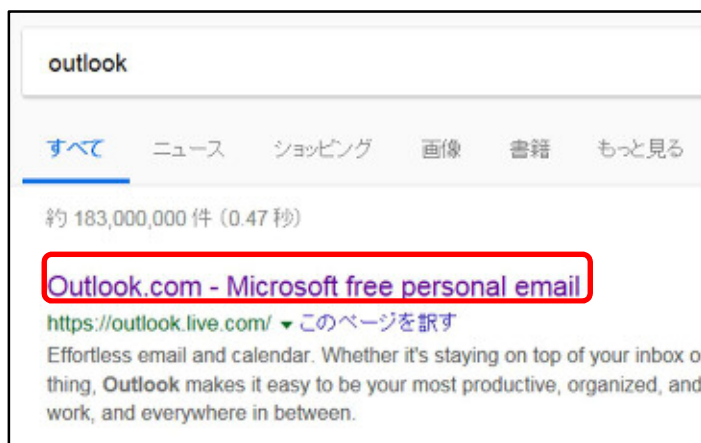 outlook
すべて ニュース ショッピング 画像 書籍 もっと見る
約 183,000,000 件 (0.47 秒)
Outlook.com - Microsoft free personal email
https://outlook.live.com/ ▼ このページを訳す
Effortless email and calendar. Whether it's staying on top of your inbox o
thing, Outlook makes it easy to be your most productive, organized, and
work, and everywhere in between.